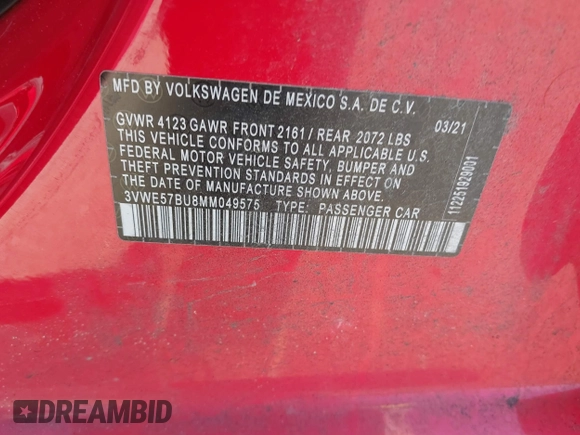 MFD BY VOLKSWAGEN DE MEXICO S.A. DE C.V.
GVWR 4123 GAWR FRONT 2161 / REAR 2072 LBS 03/21
THIS VEHICLE CONFORMS TO ALL APPLICABLE U.S.
FEDERAL MOTOR VEHICLE SAFETY, BUMPER AND
THEFT PREVENTION STANDARDS IN EFFECT ON
THE DATE OF MANUFACTURE SHOWN ABOVE.
3VWE57BU8MM049575 TYPE: PASSENGER CAR
112251929001
DREAMBID